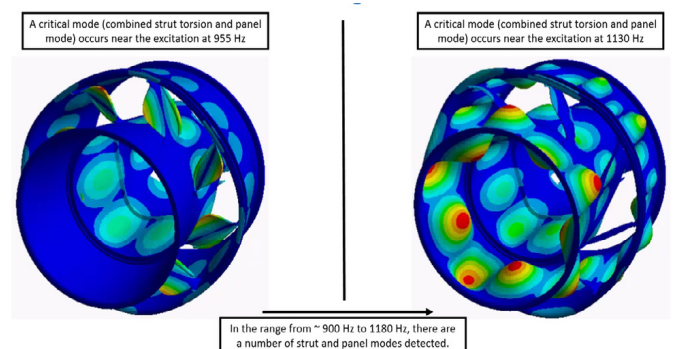 A critical mode (combined strut torsion and panel
mode) occurs near the excitation at 955 Hz
A critical mode (combined strut torsion and panel
mode) occurs near the excitation at 1130 Hz
In the range from ~ 900 Hz to 1180 Hz, there are
a number of strut and panel modes detected.